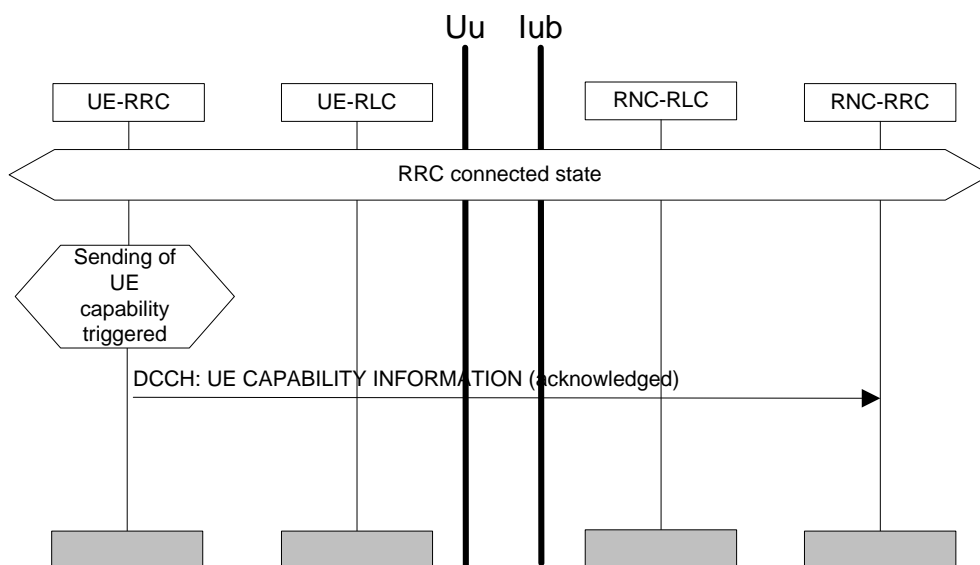 Uu Iub
UE-RRC UE-RLC RNC-RLC RNC-RRC
RRC connected state
Sending of
UE
capability
triggered
DCCH: UE CAPABILITY INFORMATION (acknowledged)